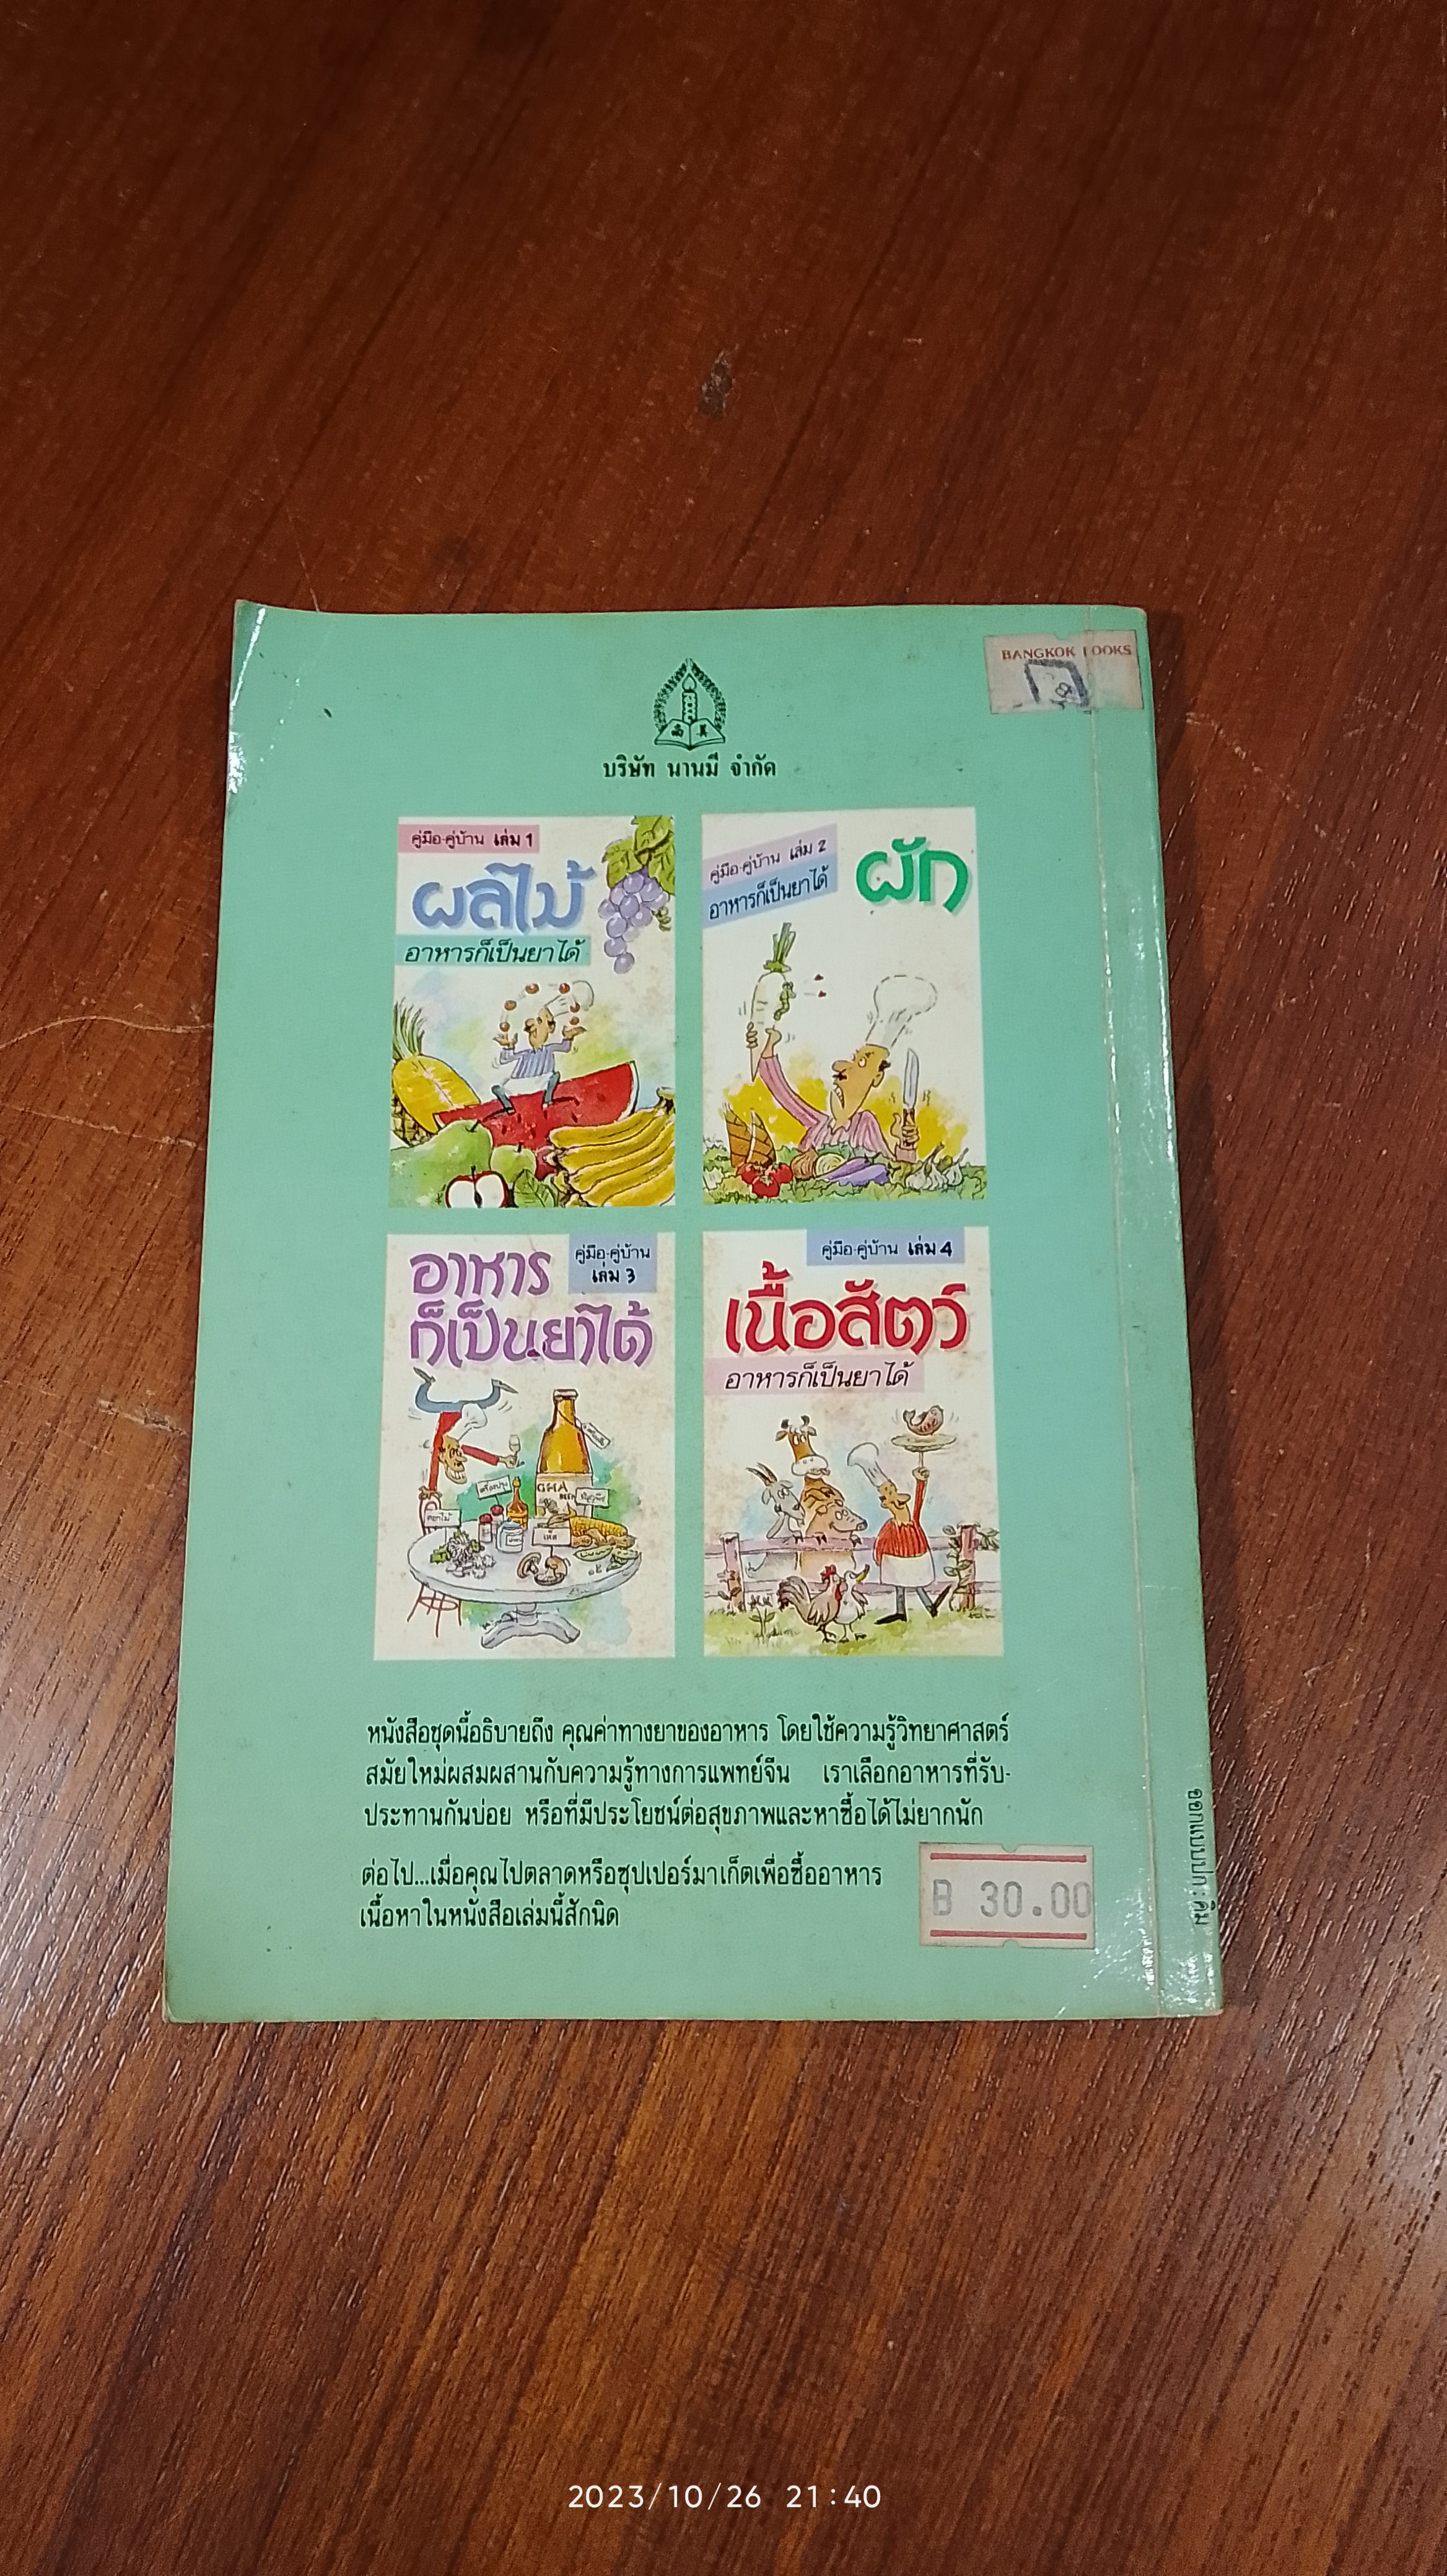 BANGKOK BOOKS
บริษัท นานมี จำกัด
คู่มือ-คู่บ้าน เล่ม 1
ผลไม้
อาหารก็เป็นยาได้
คู่มือ-คู่บ้าน เล่ม 2
อาหารก็เป็นยาได้
ผัก
อาหาร
ก็เป็นยาได้
คู่มือ-คู่บ้าน
เล่ม 3
เห็ด
คู่มือ-คู่บ้าน เล่ม 4
เนื้อสัตว์
อาหารก็เป็นยาได้
หนังสือชุดนี้อธิบายถึง คุณค่าทางยาของอาหาร โดยใช้ความรู้วิทยาศาสตร์
สมัยใหม่ผสมผสานกับความรู้ทางการแพทย์จีน เราเลือกอาหารที่รับ-
ประทานกันบ่อย หรือที่มีประโยชน์ต่อสุขภาพและหาซื้อได้ไม่ยากนัก
ต่อไป...เมื่อคุณไปตลาดหรือซุปเปอร์มาเก็ตเพื่อซื้ออาหาร
เนื้อหาในหนังสือเล่มนี้สักนิด
B 30.00
ออกแบบปก : คิม
2023/10/26 21:40